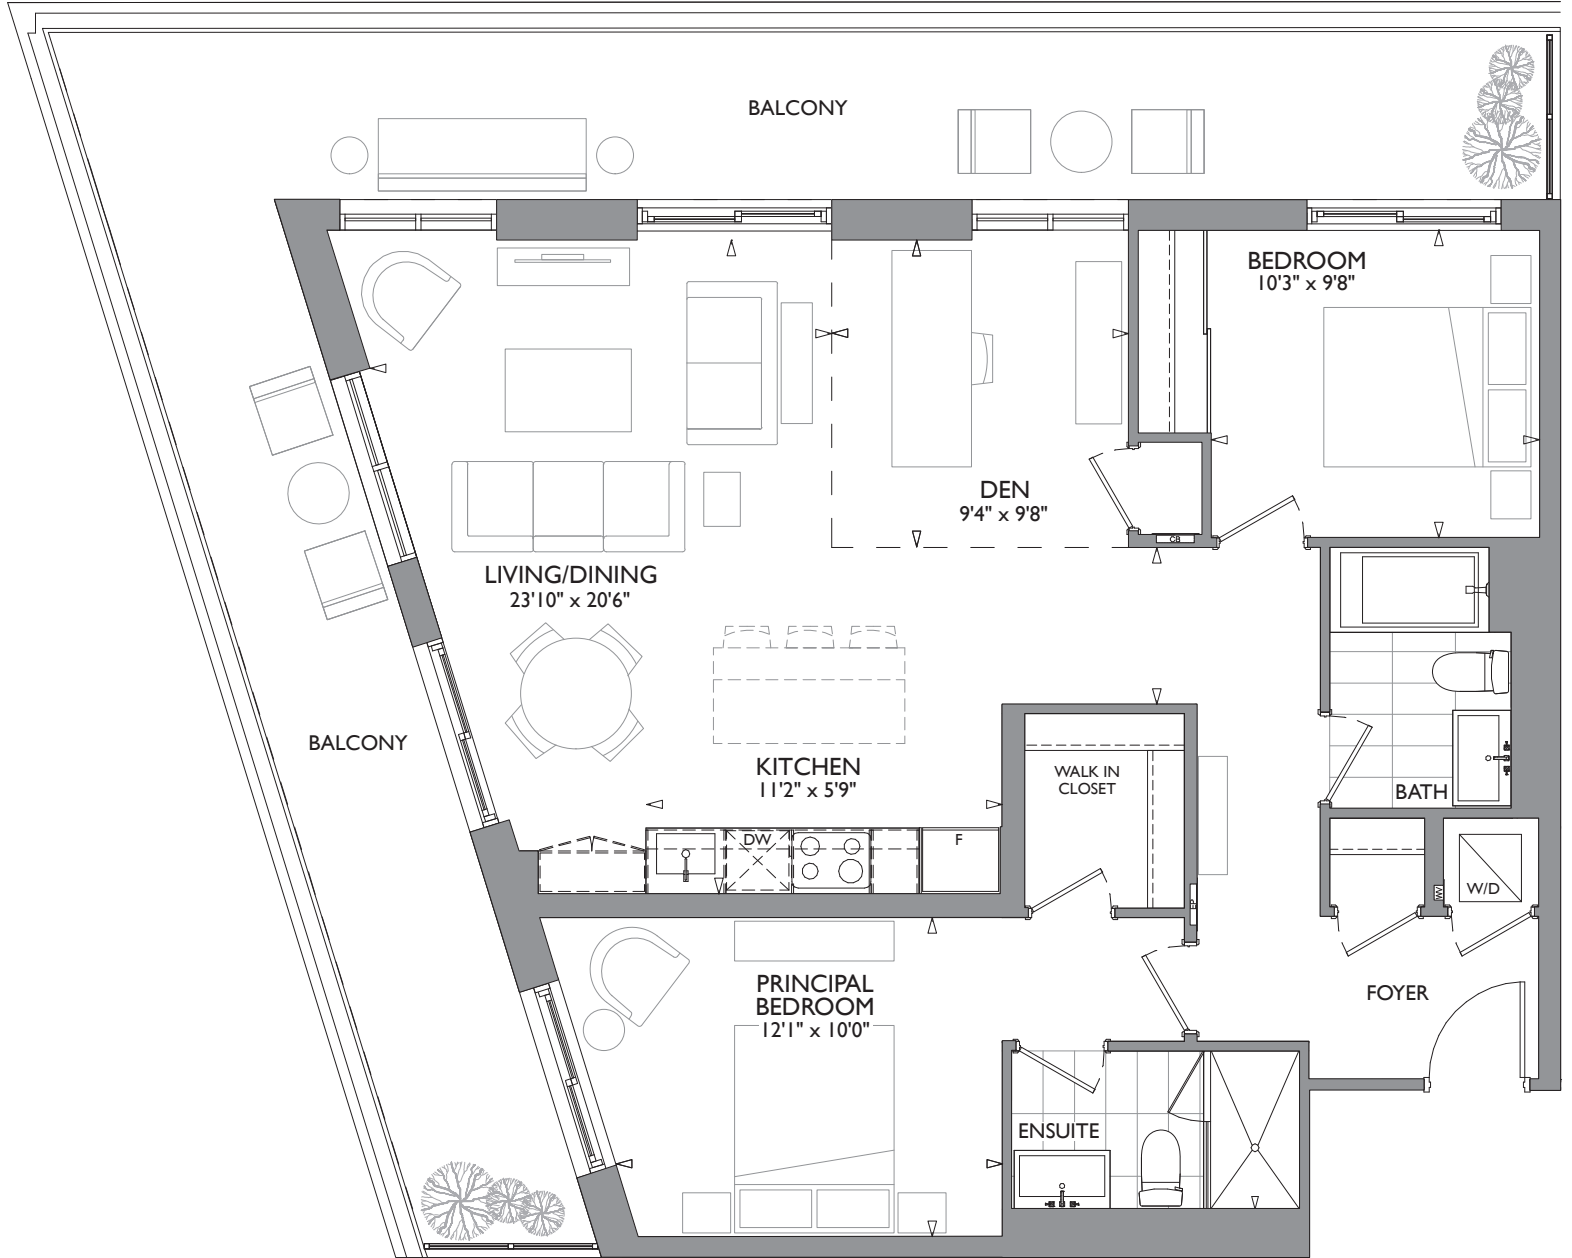 BALCONY
BEDROOM
10'3" x 9'8"
DEN
9'4" x 9'8"
CB
LIVING/DINING
23'10" x 20'6"
BALCONY
KITCHEN
11'2" x 5'9"
WALK IN
CLOSET
BATH
DW
F
W/D
FOYER
PRINCIPAL
BEDROOM
12'1" x 10'0"
ENSUITE